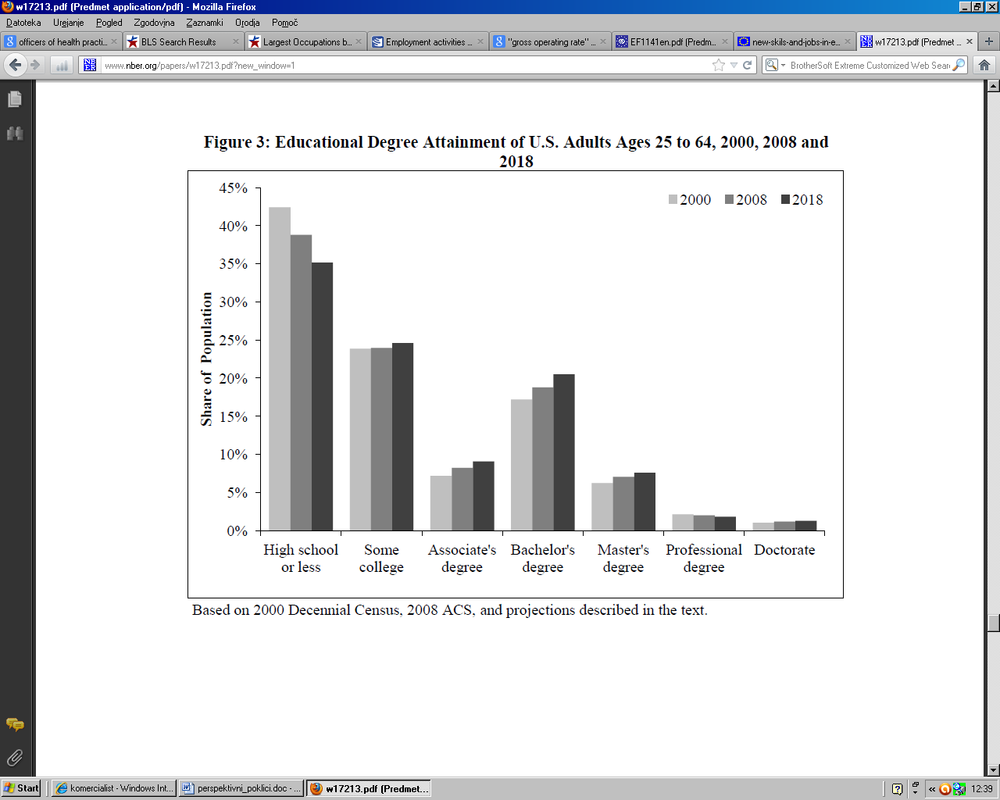 w17213.pdf (Predmet application/pdf) - Mozilla Firefox
Datoteka Urejanje Pogled Zgodovina Zaznamki Orodja Pomoč
officers of health practi... BLS Search Results Largest Occupations b... Employment activities ... "gross operating rate" ... EF1141en.pdf (Predm... new-skils-and-jobs-in-e... w17213.pdf (Predmet ...
www.nber.org/papers/w17213.pdf?new_window=1 BrotherSoft Extreme Customized Web Sear
Figure 3: Educational Degree Attainment of U.S. Adults Ages 25 to 64, 2000, 2008 and
2018
2000 2008 2018
Share of Population
45%
40%
35%
30%
25%
20%
15%
10%
5%
0%
High school
or less
Some
college
Associate's
degree
Bachelor's
degree
Master's
degree
Professional
degree
Doctorate
Based on 2000 Decennial Census, 2008 ACS, and projections described in the text.
Start komercialist - Windows Int... perspektivni_poklici.doc - ... w17213.pdf (Predmet... 12:39